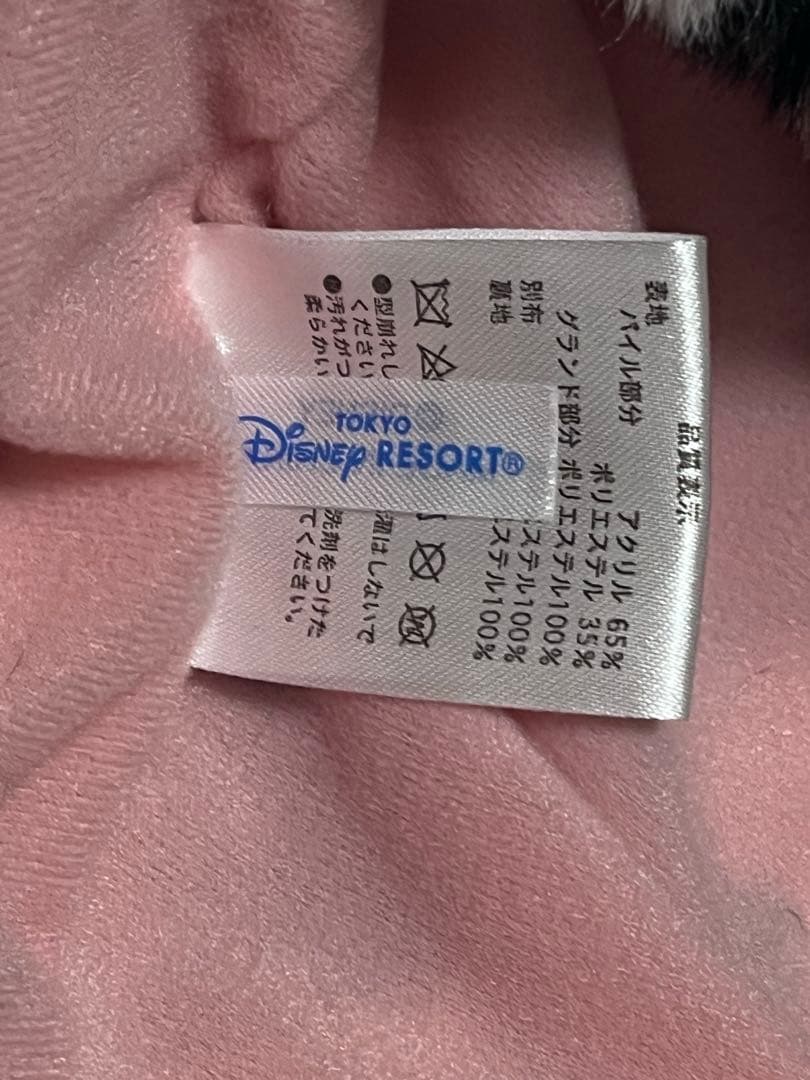 品質表示
表地
パイル部分 アクリル 65%
ポリエステル 35%
グランド部分 ポリエステル100%
別布 エステル100%
裏地 ステル100%
●型崩れし 濯はしないで
ください
●汚れがつ 洗剤をつけた
柔らかい てください。
TOKYO
Disney RESORT®